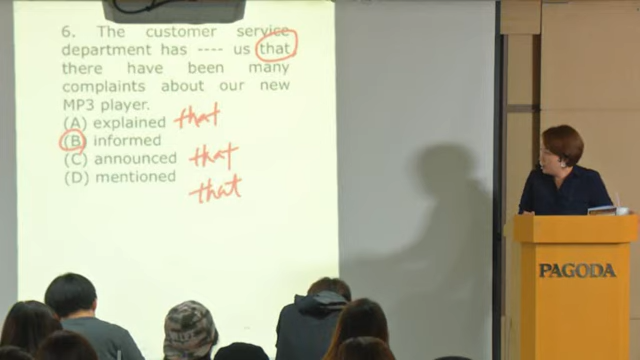 6. The customer service
department has ---- us that
there have been many
complaints about our new
MP3 player.
(A) explained that
(B) informed
(C) announced that
(D) mentioned that
PAGODA